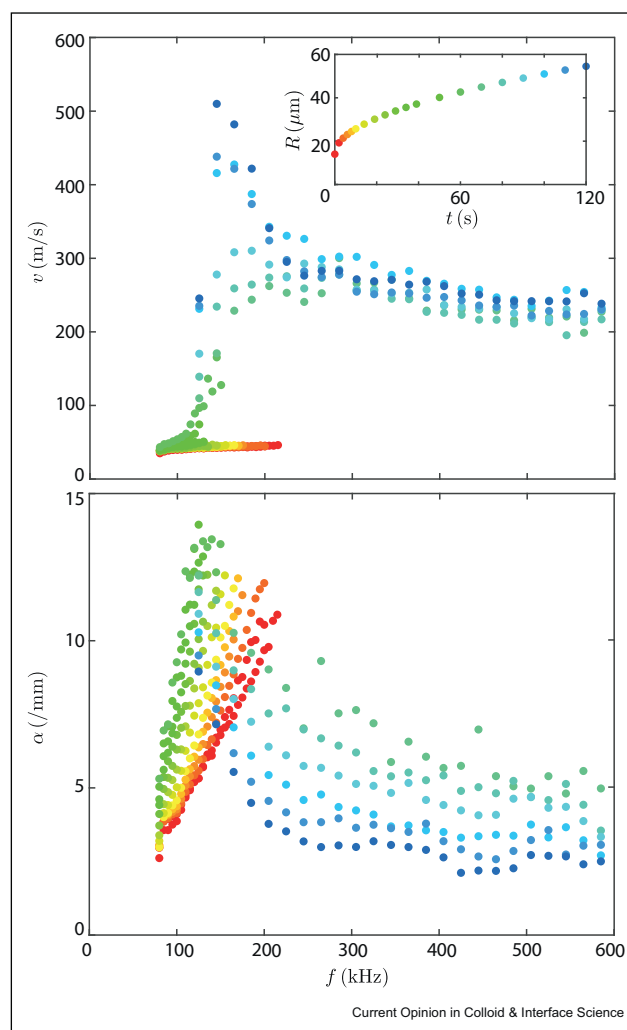 600
500
400
300
200
100
0
v (m/s)
60
40
20
0
R (μm)
0 60 120
t (s)
15
10
5
0
α (/mm)
0 100 200 300 400 500 600
f (kHz)
Current Opinion in Colloid & Interface Science